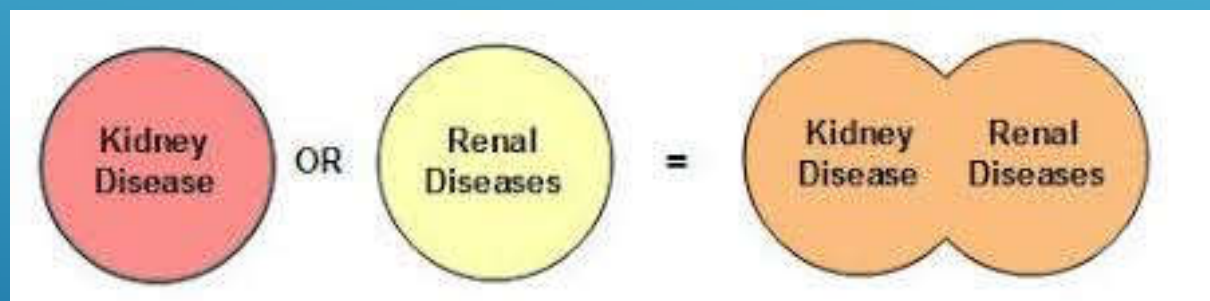 Kidney
Disease
OR
Renal
Diseases
=
Kidney
Disease
Renal
Diseases